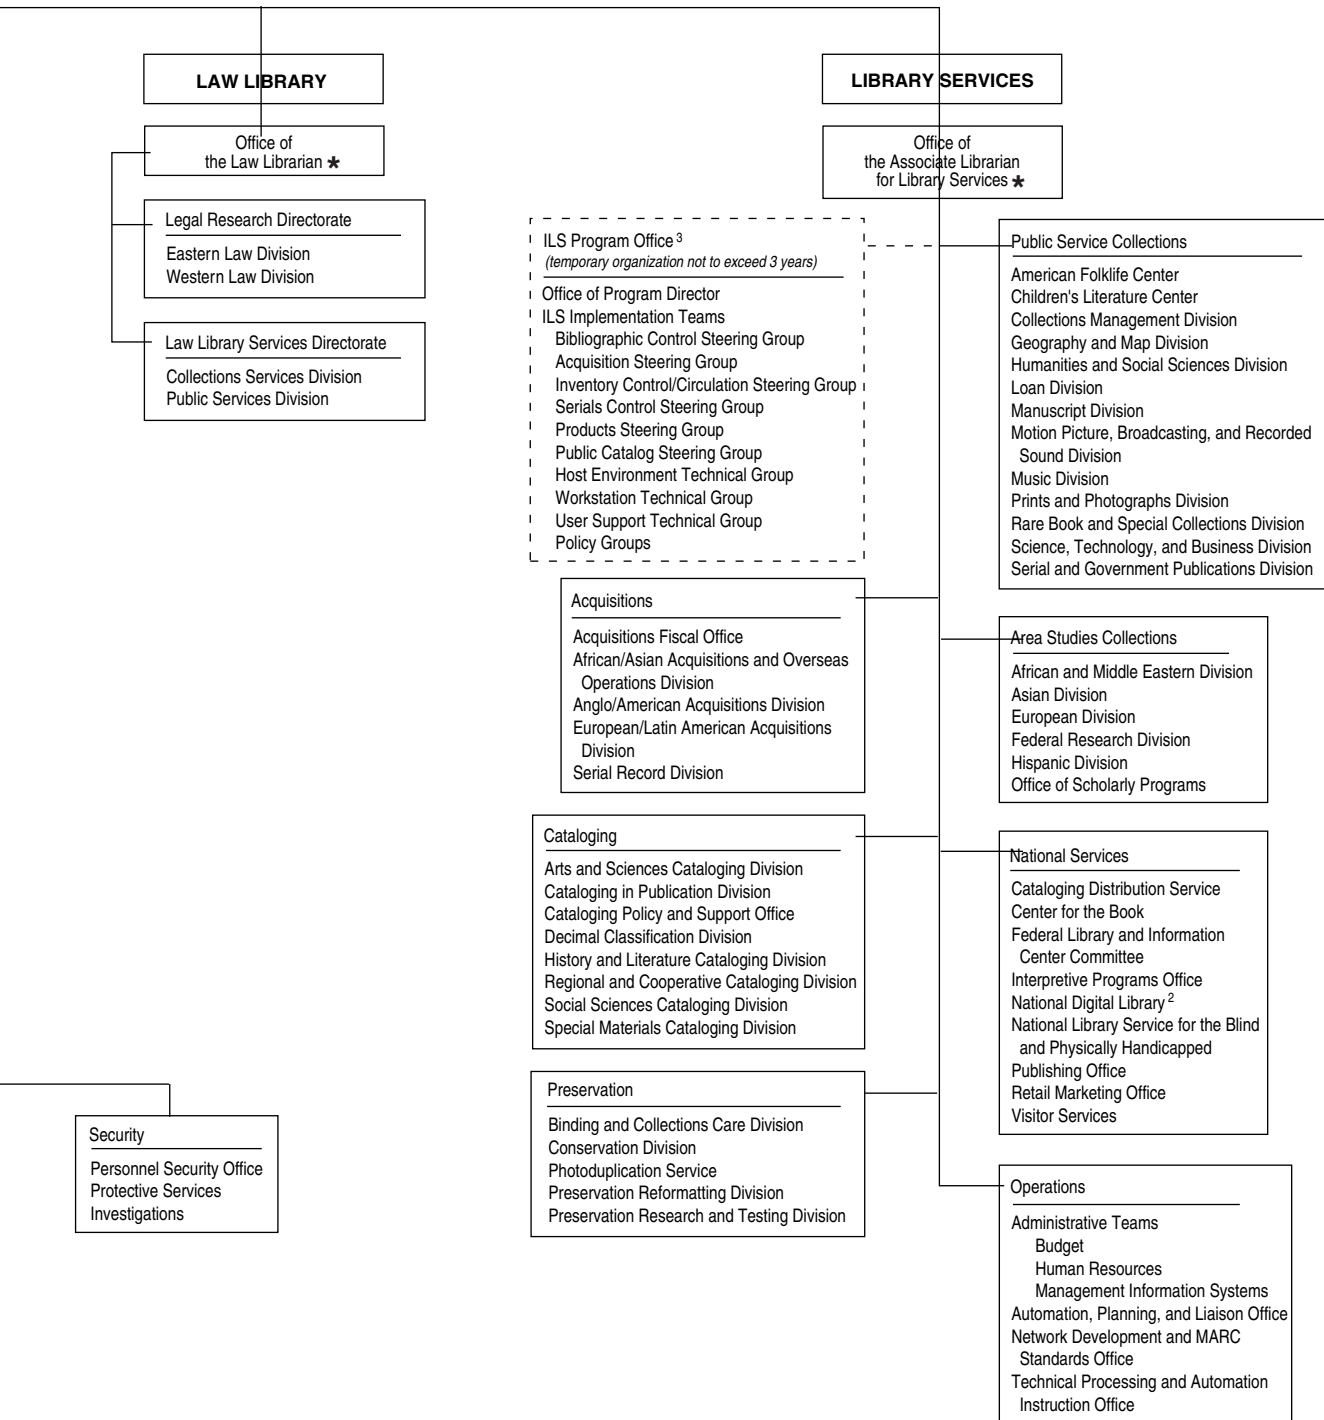 LAW LIBRARY
Office of
the Law Librarian *
Legal Research Directorate
Eastern Law Division
Western Law Division
Law Library Services Directorate
Collections Services Division
Public Services Division
LIBRARY SERVICES
Office of
the Associate Librarian
for Library Services *
ILS Program Office 3
(temporary organization not to exceed 3 years)
Office of Program Director
ILS Implementation Teams
Bibliographic Control Steering Group
Acquisition Steering Group
Inventory Control/Circulation Steering Group
Serials Control Steering Group
Products Steering Group
Public Catalog Steering Group
Host Environment Technical Group
Workstation Technical Group
User Support Technical Group
Policy Groups
Acquisitions
Acquisitions Fiscal Office
African/Asian Acquisitions and Overseas
Operations Division
Anglo/American Acquisitions Division
European/Latin American Acquisitions
Division
Serial Record Division
Cataloging
Arts and Sciences Cataloging Division
Cataloging in Publication Division
Cataloging Policy and Support Office
Decimal Classification Division
History and Literature Cataloging Division
Regional and Cooperative Cataloging Division
Social Sciences Cataloging Division
Special Materials Cataloging Division
Preservation
Binding and Collections Care Division
Conservation Division
Photoduplication Service
Preservation Reformatting Division
Preservation Research and Testing Division
Public Service Collections
American Folklife Center
Children's Literature Center
Collections Management Division
Geography and Map Division
Humanities and Social Sciences Division
Loan Division
Manuscript Division
Motion Picture, Broadcasting, and Recorded
Sound Division
Music Division
Prints and Photographs Division
Rare Book and Special Collections Division
Science, Technology, and Business Division
Serial and Government Publications Division
Area Studies Collections
African and Middle Eastern Division
Asian Division
European Division
Federal Research Division
Hispanic Division
Office of Scholarly Programs
National Services
Cataloging Distribution Service
Center for the Book
Federal Library and Information
Center Committee
Interpretive Programs Office
National Digital Library 2
National Library Service for the Blind
and Physically Handicapped
Publishing Office
Retail Marketing Office
Visitor Services
Operations
Administrative Teams
Budget
Human Resources
Management Information Systems
Automation, Planning, and Liaison Office
Network Development and MARC
Standards Office
Technical Processing and Automation
Instruction Office
Security
Personnel Security Office
Protective Services
Investigations